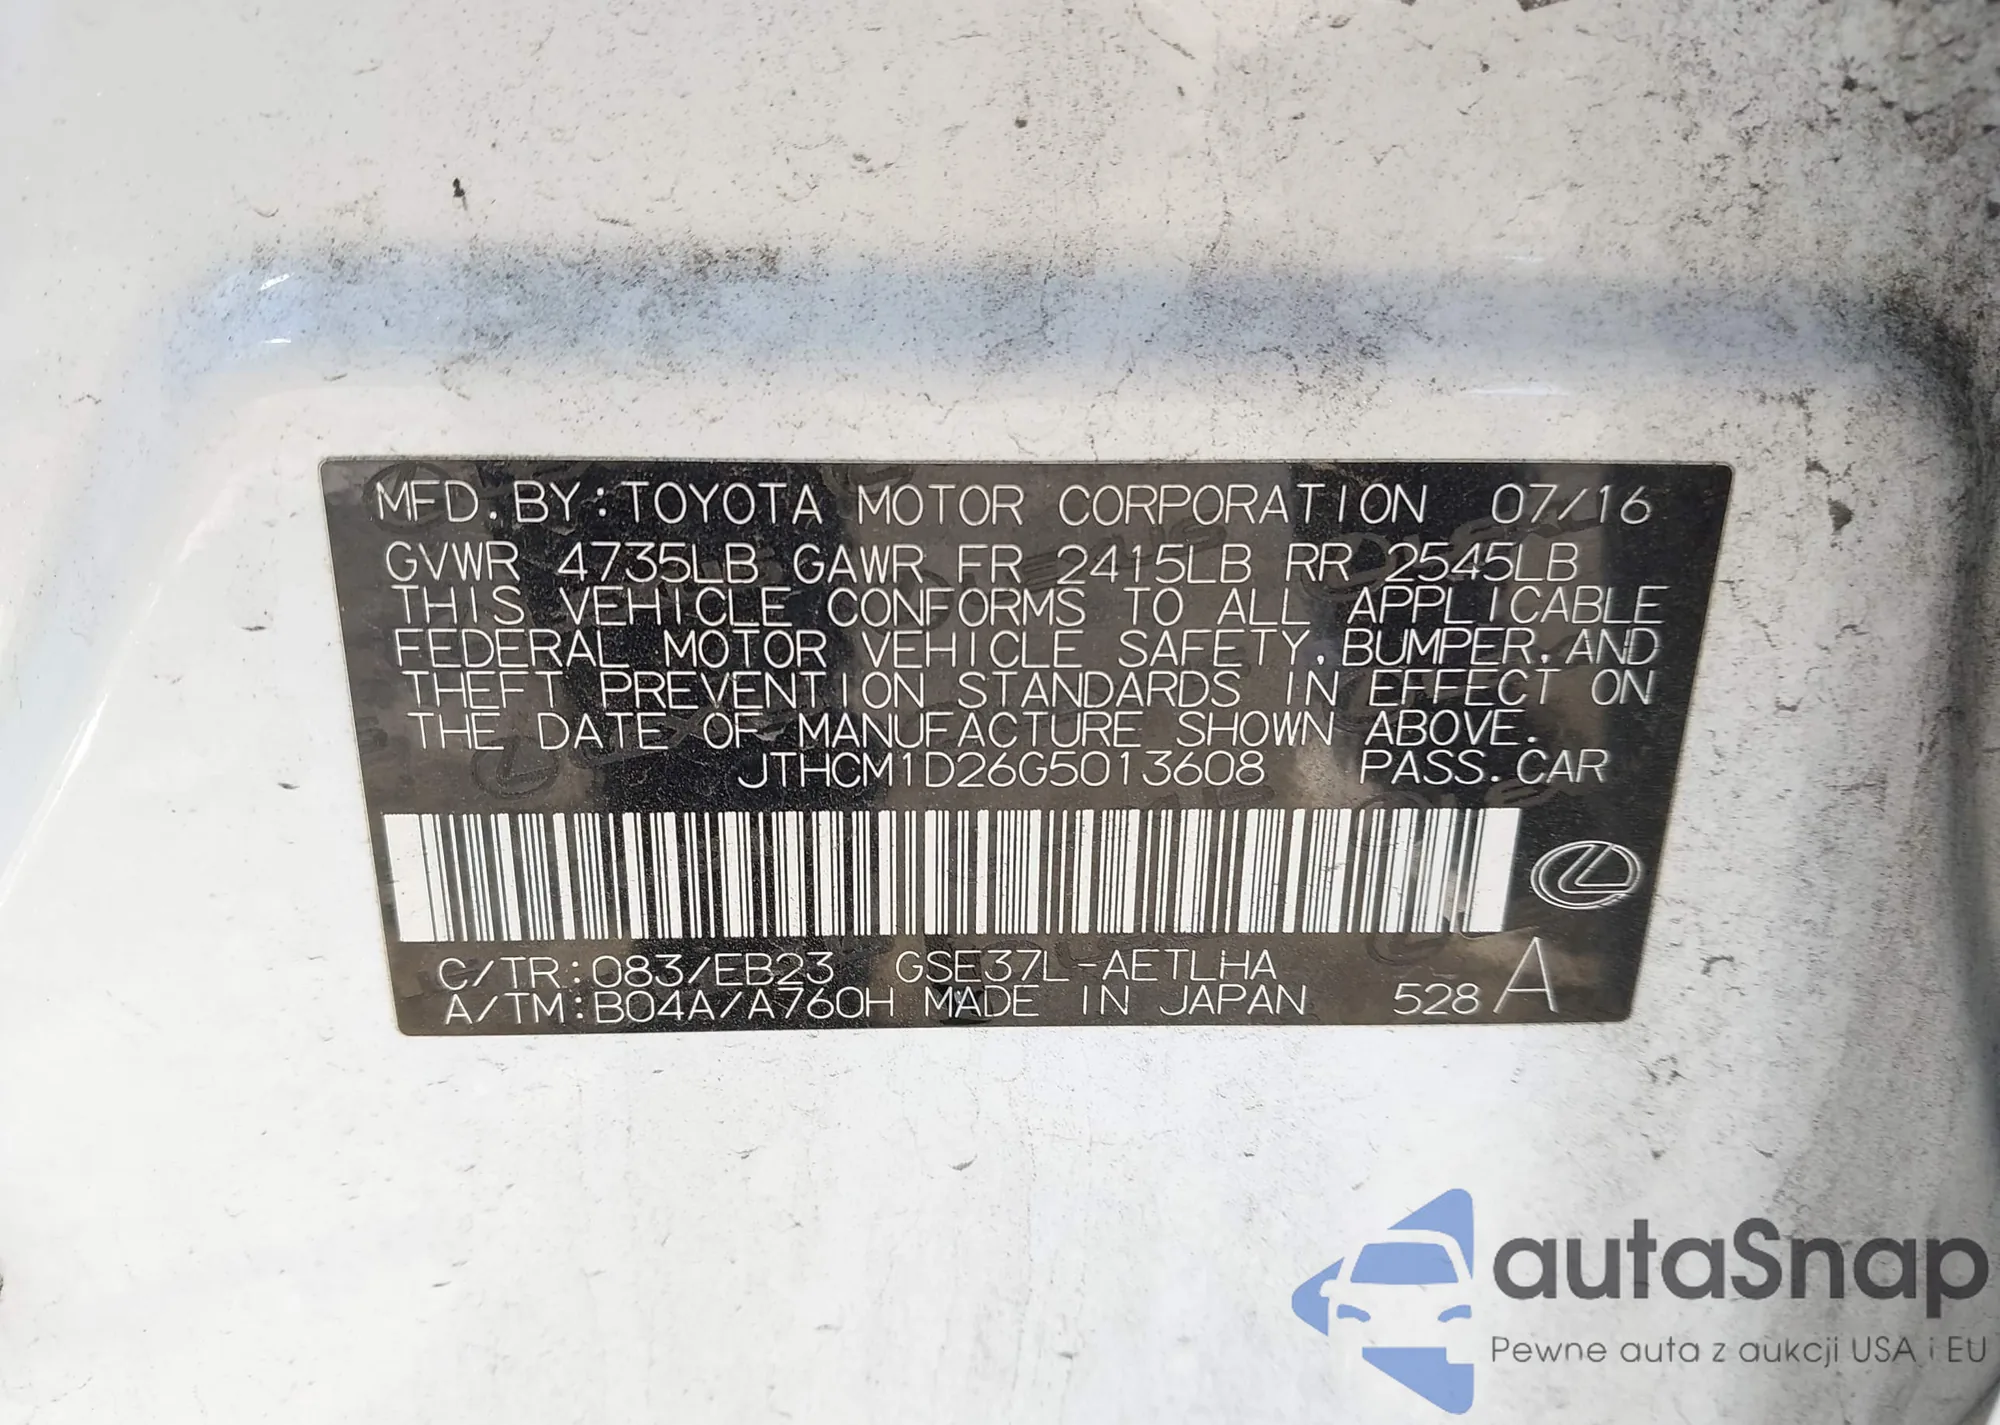 MFD. BY: TOYOTA MOTOR CORPORATION 07/16
GVWR 4735LB GAWR FR 2415LB RR 2545LB
THIS VEHICLE CONFORMS TO ALL APPLICABLE
FEDERAL MOTOR VEHICLE SAFETY, BUMPER, AND
THEFT PREVENTION STANDARDS IN EFFECT ON
THE DATE OF MANUFACTURE SHOWN ABOVE.
JTHCM1D26G5013608 PASS. CAR
C/TR: 083/EB23 GSE37L-AETLHA
A/TM: B04A/A760H MADE IN JAPAN 528 A
autaSnap
Pewne auta z aukcji USA i EU